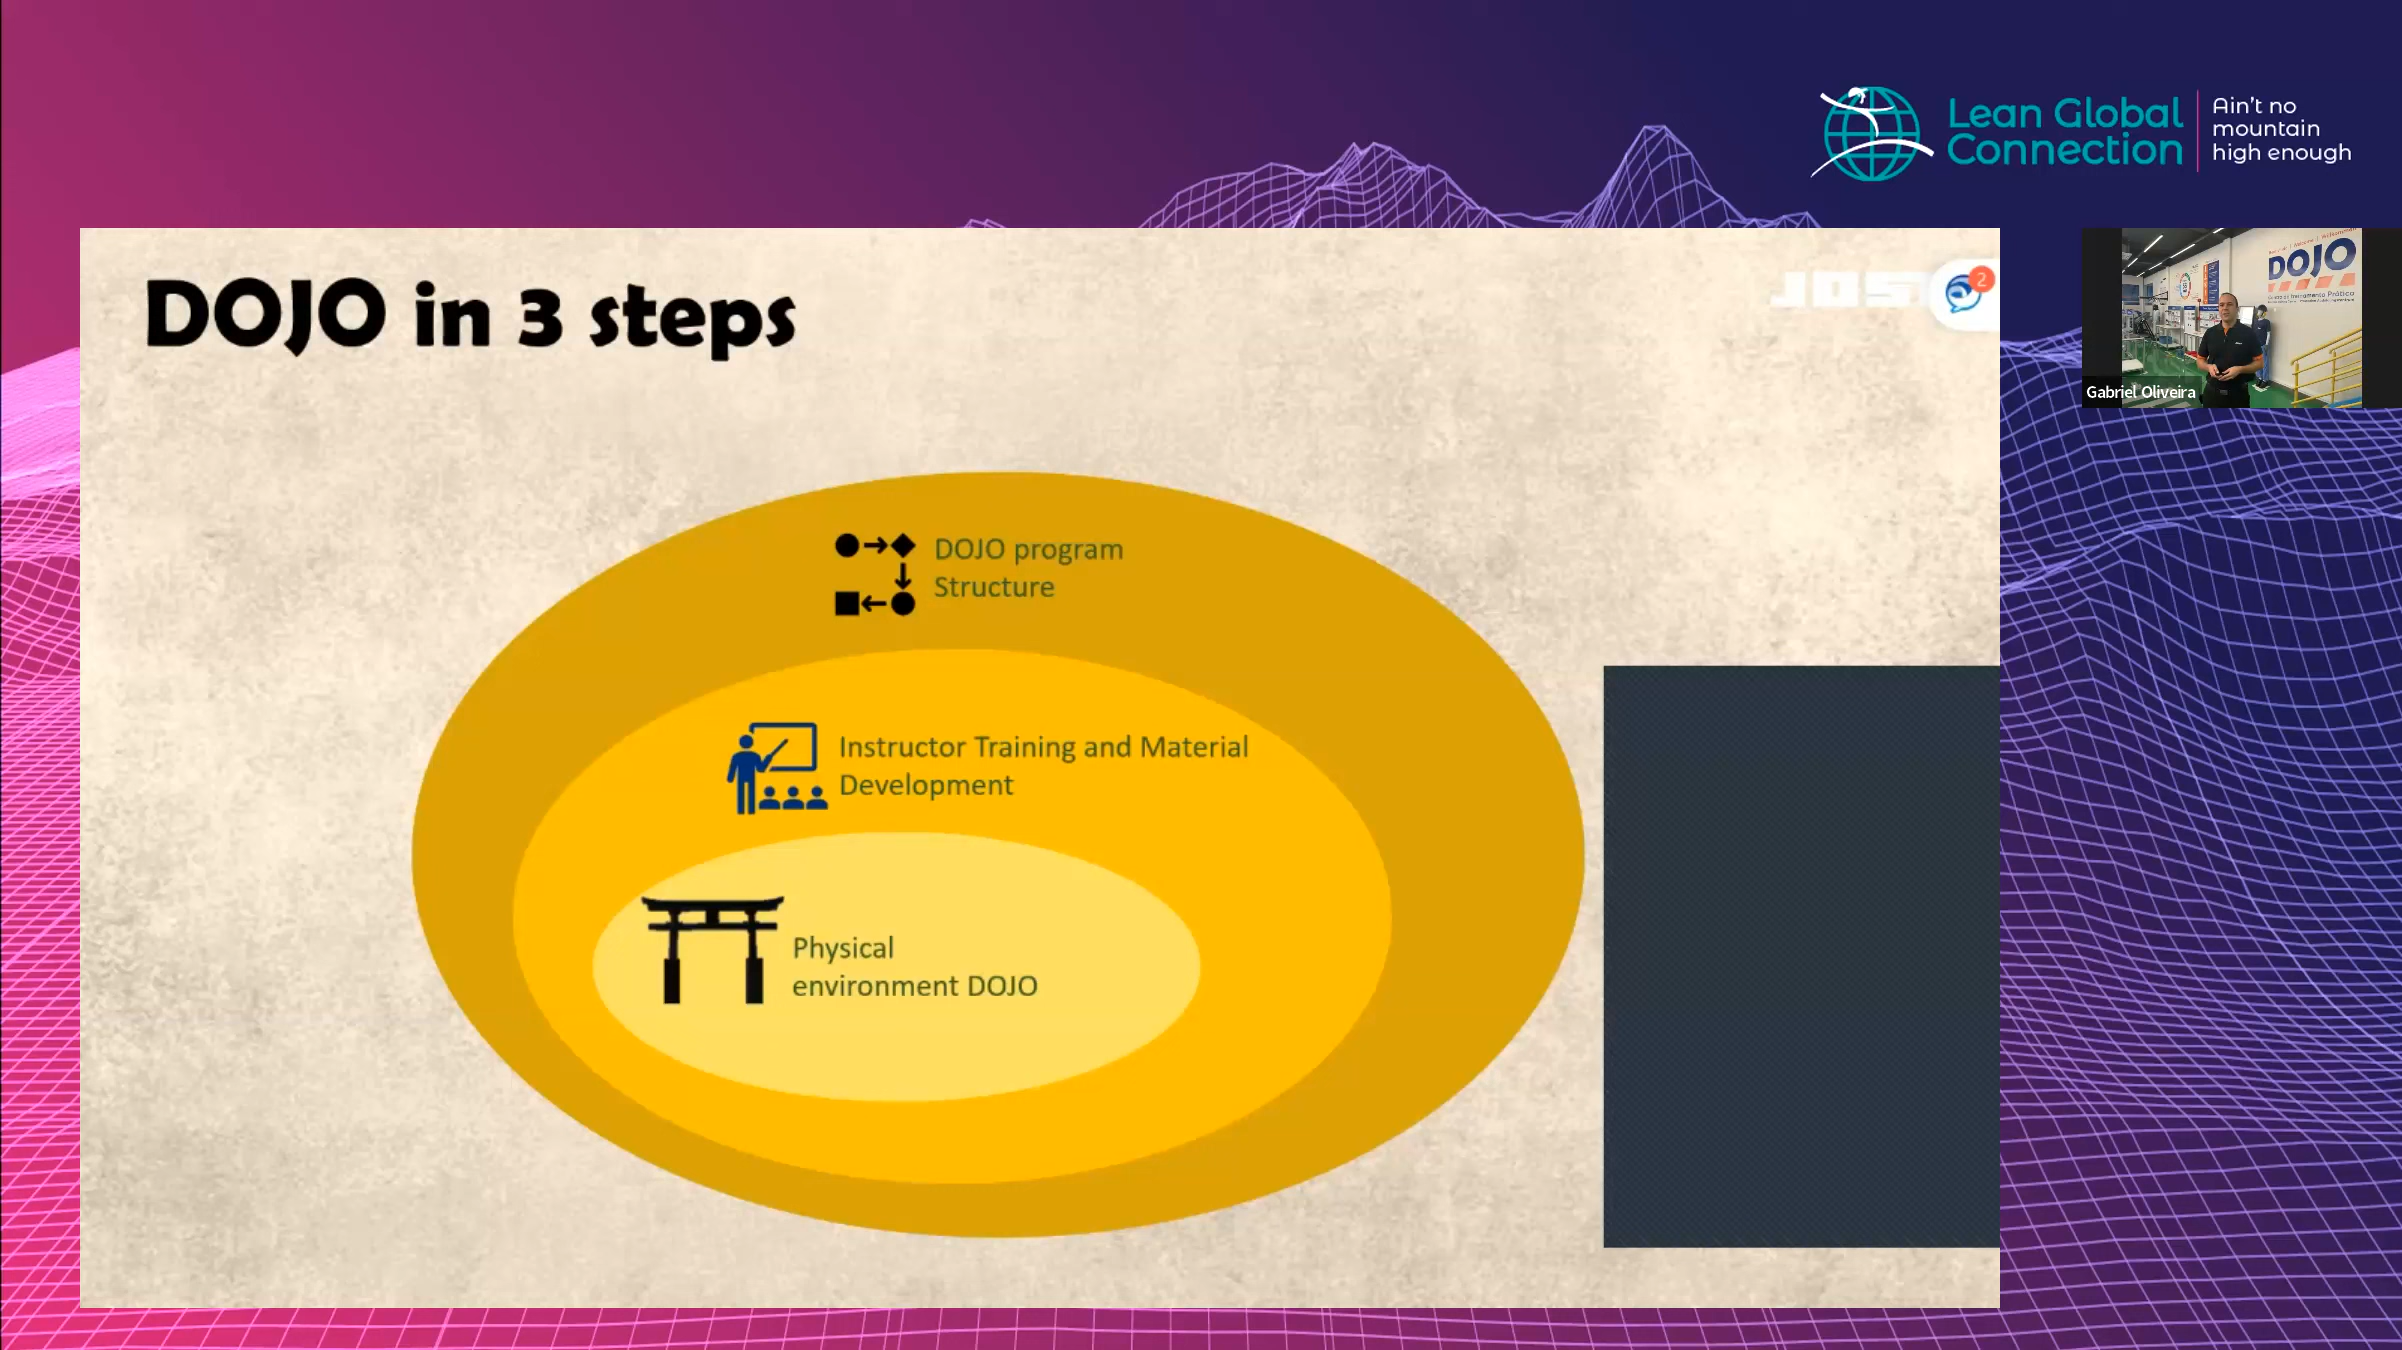 Lean Global
Connection
Ain't no
mountain
high enough
DOJO in 3 steps
2
DOJO
Gabriel Oliveira
DOJO program
Structure
Instructor Training and Material
Development
Physical
environment DOJO